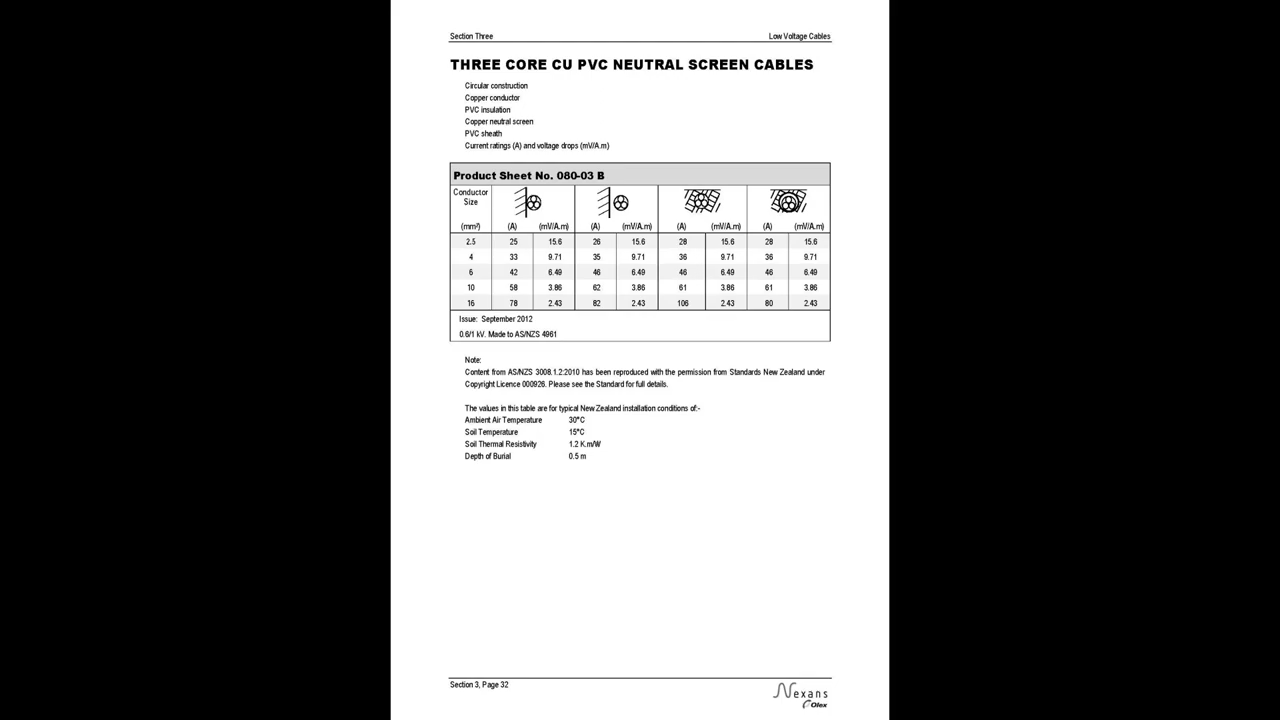 Section Three Low Voltage Cables
THREE CORE CU PVC NEUTRAL SCREEN CABLES
Circular construction
Copper conductor
PVC insulation
Copper neutral screen
PVC sheath
Current ratings (A) and voltage drops (mV/A.m)
Product Sheet No. 080-03 B
Conductor
Size
(mm²) (A) (mV/A.m) (A) (mV/A.m) (A) (mV/A.m) (A) (mV/A.m)
2.5 25 15.6 26 15.6 28 15.6 28 15.6
4 33 9.71 35 9.71 36 9.71 36 9.71
6 42 6.49 46 6.49 46 6.49 46 6.49
10 58 3.86 62 3.86 61 3.86 61 3.86
16 78 2.43 82 2.43 106 2.43 80 2.43
Issue: September 2012
0.6/1 kV. Made to AS/NZS 4961
Note:
Content from AS/NZS 3008.1.2:2010 has been reproduced with the permission from Standards New Zealand under
Copyright Licence 000926. Please see the Standard for full details.
The values in this table are for typical New Zealand installation conditions of:-
Ambient Air Temperature 30°C
Soil Temperature 15°C
Soil Thermal Resistivity 1.2 K.m/W
Depth of Burial 0.5 m
Section 3, Page 32
Nexans
Olex